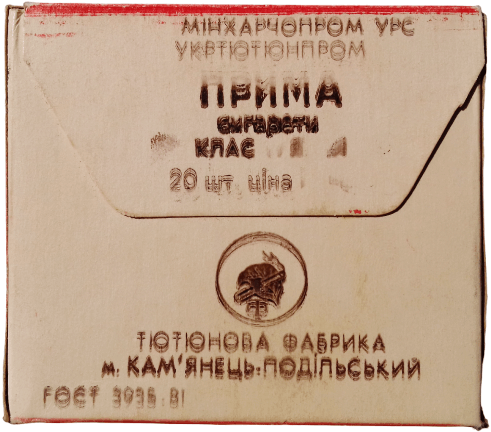 МІНХАРЧОПРОМ УРС
УКРТЮТЮНПРОМ
ПРИМА
сигарети
КЛАС
20 шт. ціна
ТЮТЮНОВА ФАБРИКА
м. КАМ'ЯНЕЦЬ-ПОДІЛЬСЬКИЙ
ГОСТ 3935 81